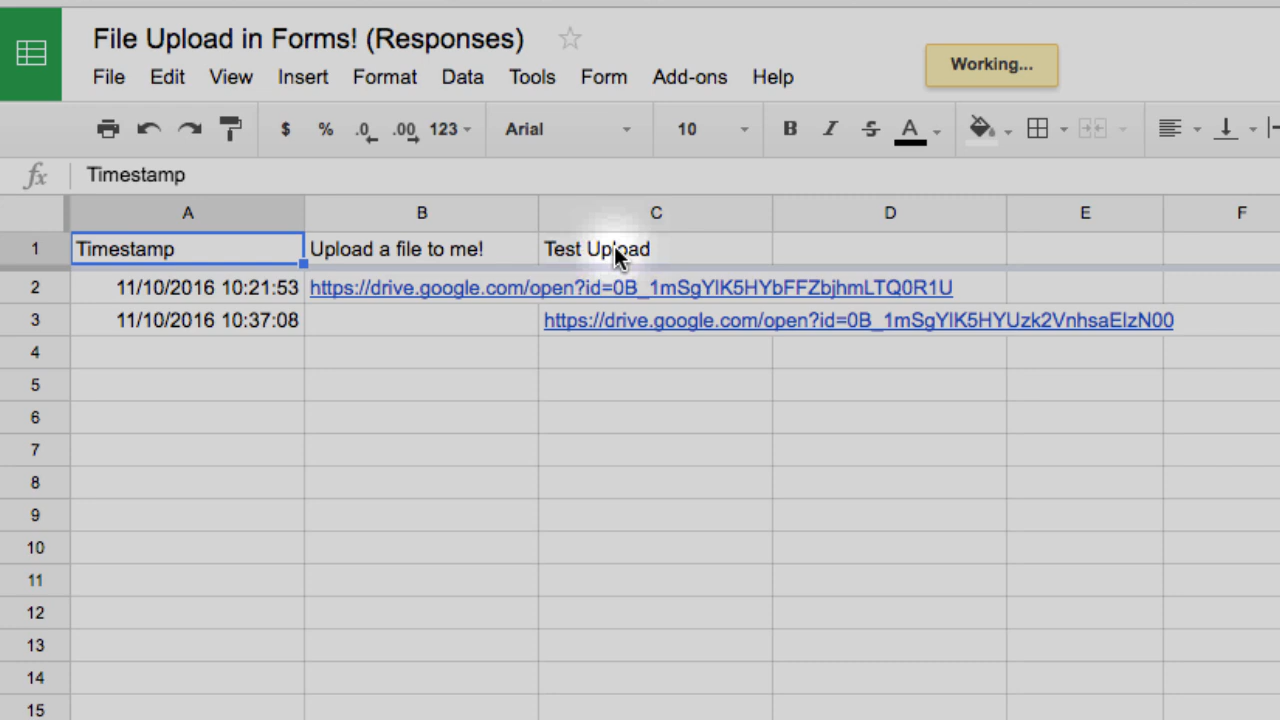 File Upload in Forms! (Responses)
Working...
File Edit View Insert Format Data Tools Form Add-ons Help
$ % .0 .00 123 Arial 10 B I S A
fx Timestamp
A B C D E F
1 Timestamp Upload a file to me! Test Upload
2 11/10/2016 10:21:53 https://drive.google.com/open?id=0B_1mSgYlK5HYbFFZbjhmLTQ0R1U
3 11/10/2016 10:37:08 https://drive.google.com/open?id=0B_1mSgYlK5HYUzk2VnhsaElzN00
4
5
6
7
8
9
10
11
12
13
14
15